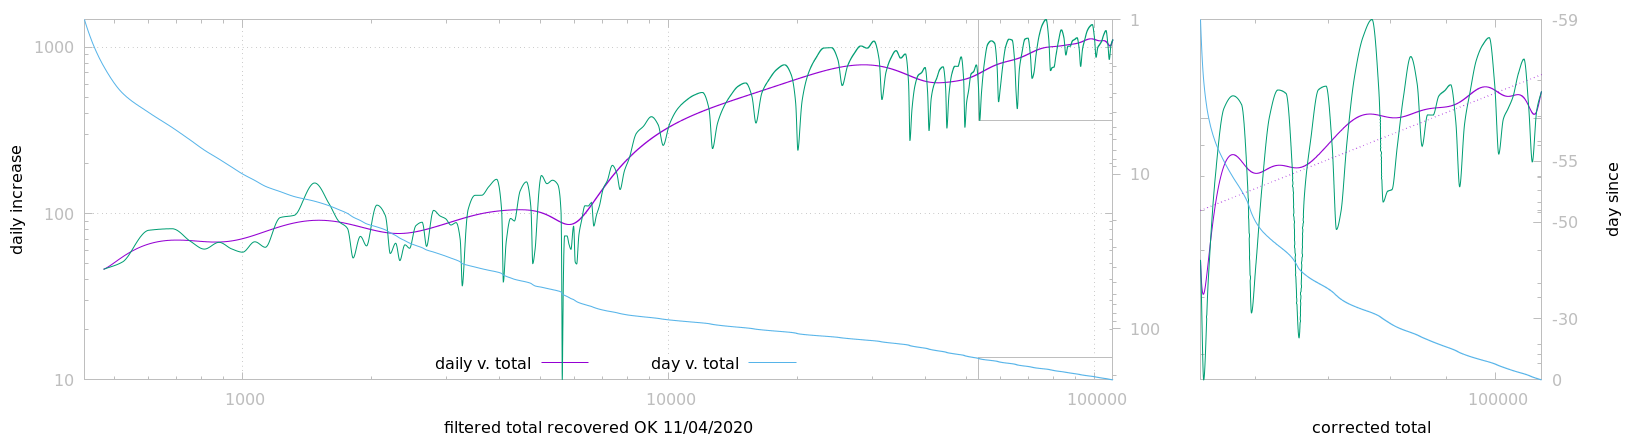 1000
100
10
daily increase
1
10
100
daily v. total
day v. total
1000
10000
100000
filtered total recovered OK 11/04/2020
-59
-55
-50
-30
0
day since
100000
corrected total